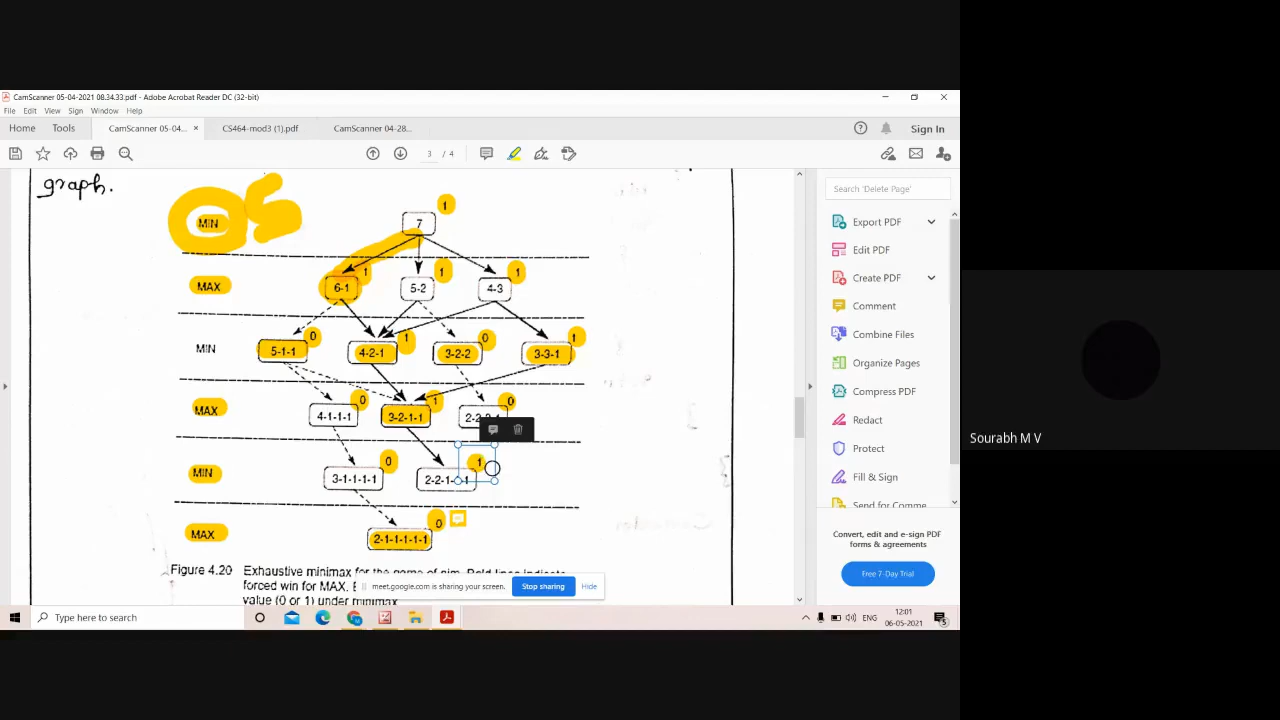 CamScanner 05-04-2021 08.34.33.pdf - Adobe Acrobat Reader DC (32-bit)
File Edit View Sign Window Help
Home Tools CamScanner 05-04... × CS464-mod3 (1).pdf CamScanner 04-28... Sign In
3 / 4
graph.
Search 'Delete Page'
MIN 5 7 1
MAX 6-1 1 5-2 1 4-3 1
MIN 5-1-1 0 4-2-1 1 3-2-2 0 3-3-1 1
MAX 4-1-1-1 0 3-2-1-1 1 0
MIN 3-1-1-1-1 0 1
MAX 2-1-1-1-1-1 0
Figure 4.20 Exhaustive minimax for the game of nim. Bold lines indicate
forced win for MAX.
value (0 or 1) under minimax
meet.google.com is sharing your screen. Stop sharing Hide
Export PDF
Edit PDF
Create PDF
Comment
Combine Files
Organize Pages
Compress PDF
Redact
Protect
Fill & Sign
Send for Comme
Convert, edit and e-sign PDF
forms & agreements
Free 7-Day Trial
Sourabh M V
Type here to search
ENG
12:01
06-05-2021
5